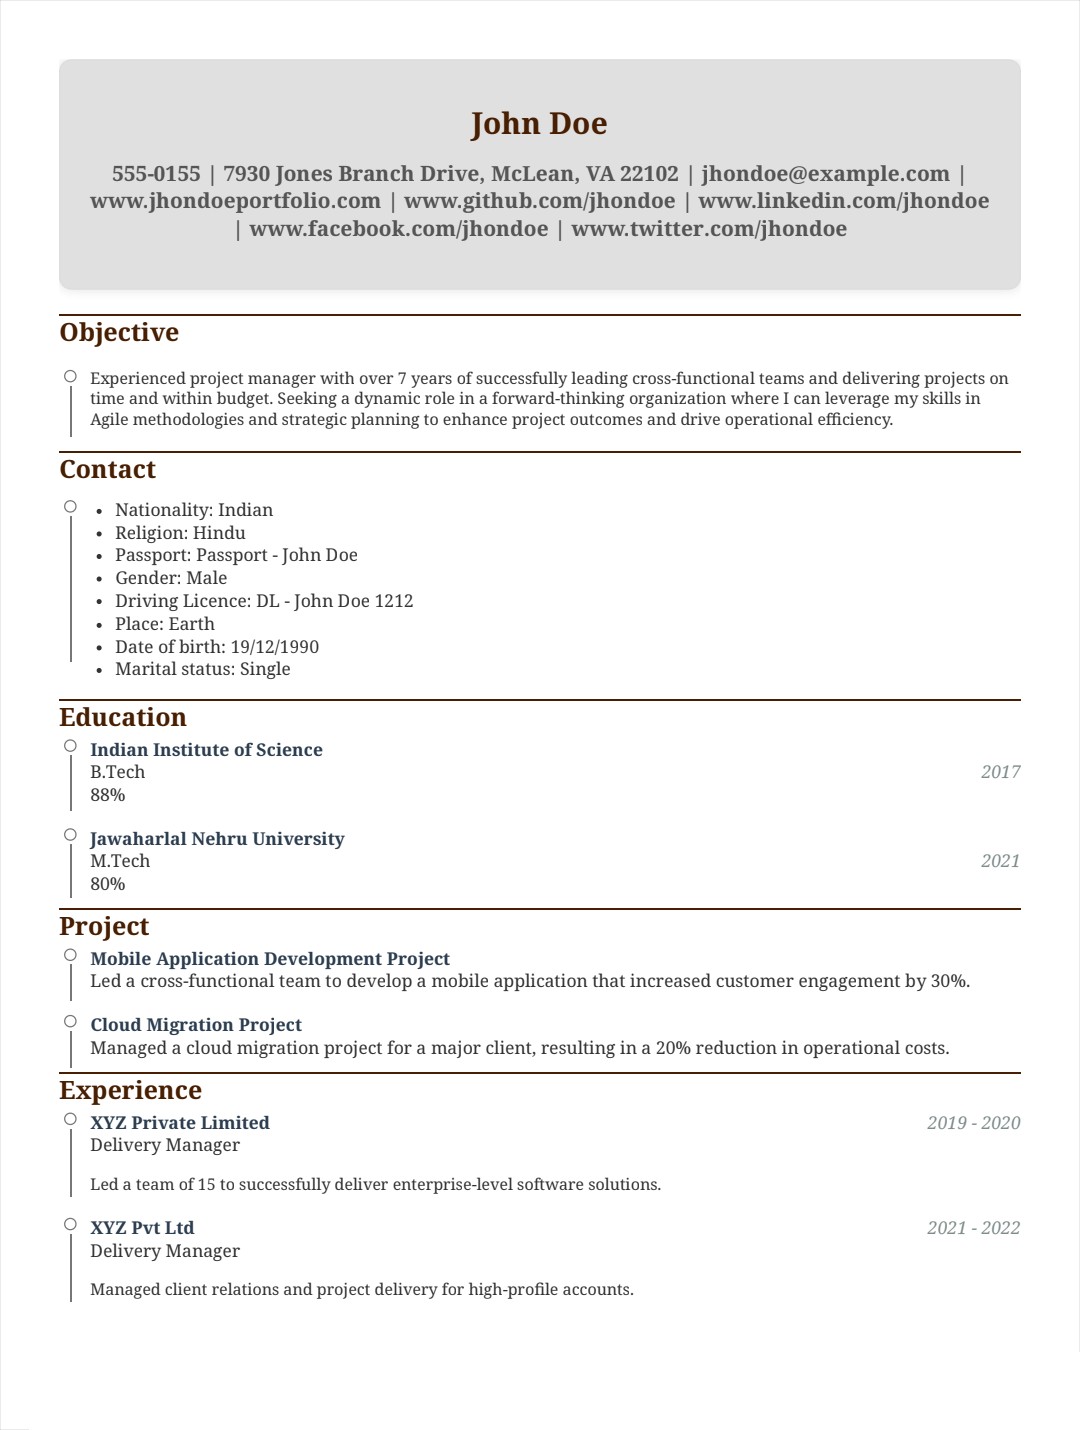 John Doe
555-0155 | 7930 Jones Branch Drive, McLean, VA 22102 | jhondoe@example.com |
www.jhondoeportfolio.com | www.github.com/jhondoe | www.linkedin.com/jhondoe
| www.facebook.com/jhondoe | www.twitter.com/jhondoe
Objective
Experienced project manager with over 7 years of successfully leading cross-functional teams and delivering projects on
time and within budget. Seeking a dynamic role in a forward-thinking organization where I can leverage my skills in
Agile methodologies and strategic planning to enhance project outcomes and drive operational efficiency.
Contact
• Nationality: Indian
• Religion: Hindu
• Passport: Passport - John Doe
• Gender: Male
• Driving Licence: DL - John Doe 1212
• Place: Earth
• Date of birth: 19/12/1990
• Marital status: Single
Education
Indian Institute of Science
B.Tech 2017
88%
Jawaharlal Nehru University
M.Tech 2021
80%
Project
Mobile Application Development Project
Led a cross-functional team to develop a mobile application that increased customer engagement by 30%.
Cloud Migration Project
Managed a cloud migration project for a major client, resulting in a 20% reduction in operational costs.
Experience
XYZ Private Limited 2019 - 2020
Delivery Manager
Led a team of 15 to successfully deliver enterprise-level software solutions.
XYZ Pvt Ltd 2021 - 2022
Delivery Manager
Managed client relations and project delivery for high-profile accounts.